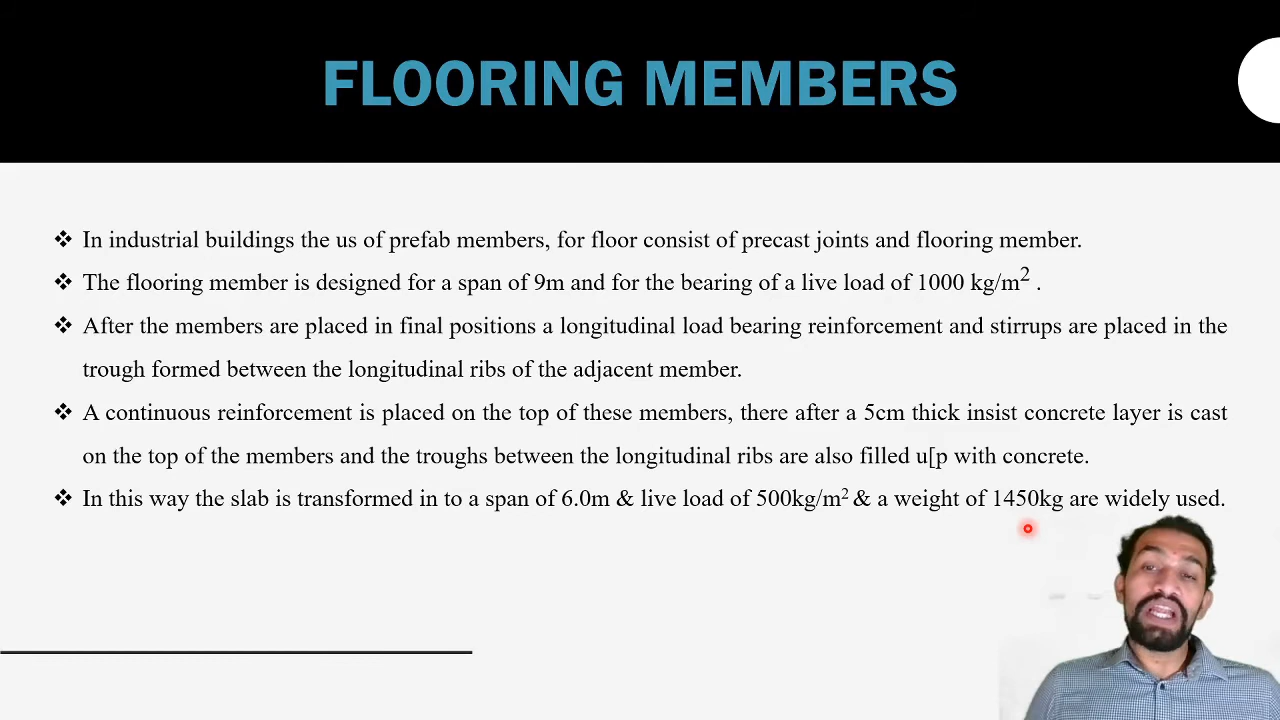 FLOORING MEMBERS
❖ In industrial buildings the us of prefab members, for floor consist of precast joints and flooring member.
❖ The flooring member is designed for a span of 9m and for the bearing of a live load of 1000 kg/m² .
❖ After the members are placed in final positions a longitudinal load bearing reinforcement and stirrups are placed in the
trough formed between the longitudinal ribs of the adjacent member.
❖ A continuous reinforcement is placed on the top of these members, there after a 5cm thick insist concrete layer is cast
on the top of the members and the troughs between the longitudinal ribs are also filled u[p with concrete.
❖ In this way the slab is transformed in to a span of 6.0m & live load of 500kg/m² & a weight of 1450kg are widely used.